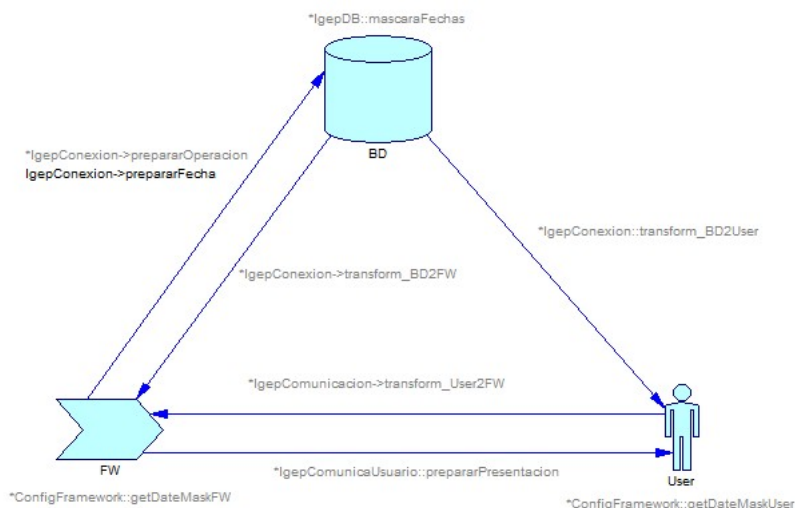 *IgepDB::mascaraFechas
*IgepConexion->prepararOperacion
IgepConexion->prepararFecha
BD
*IgepConexion::transform_BD2User
*IgepConexion->transform_BD2FW
*IgepComunicacion->transform_User2FW
FW
*IgepComunicaUsuario::prepararPresentacion
User
*ConfigFramework::getDateMaskFW
*ConfigFramework::getDateMaskUser